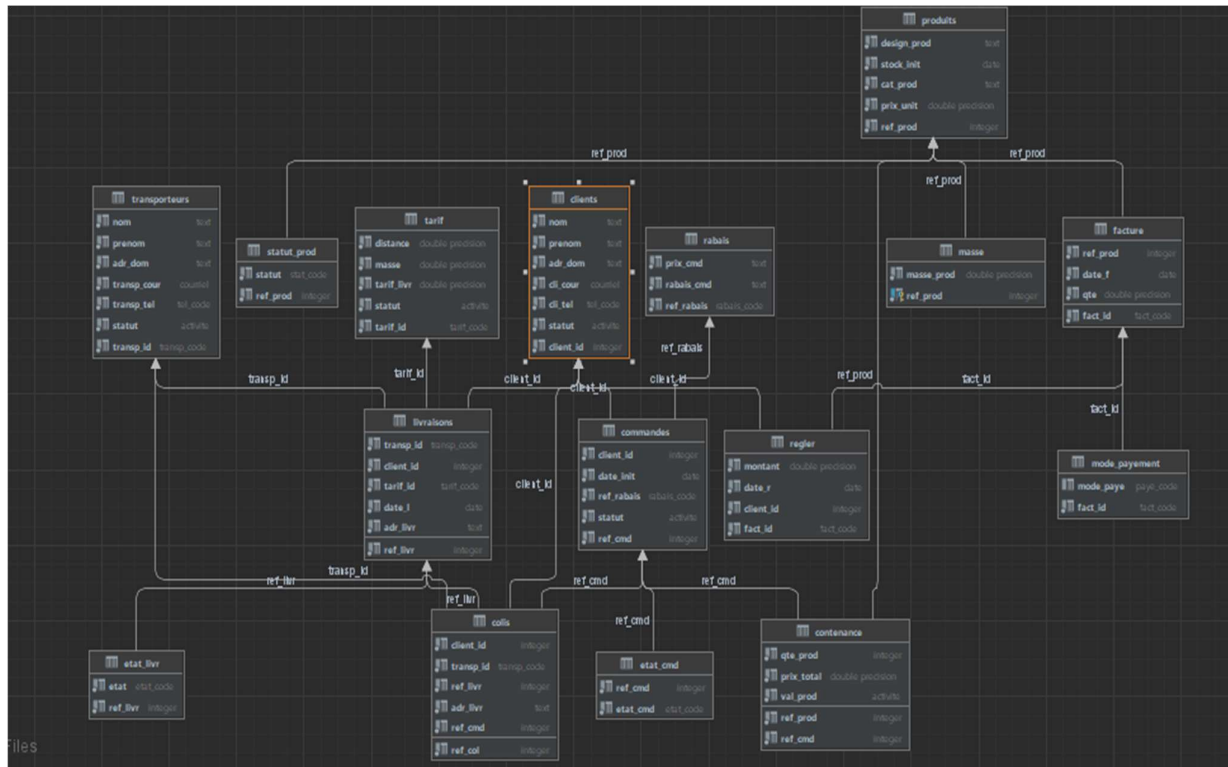 produits
design_prod text
stock_init date
cat_prod text
prix_unit double precision
ref_prod integer
ref_prod
ref_prod
ref_prod
transporteurs
nom text
prenom text
adr_dom text
transp_cour courriel
transp_tel tel_code
statut activite
transp_id transp_code
statut_prod
statut stat_code
ref_prod integer
tarif
distance double precision
masse double precision
tarif_livr double precision
statut activite
tarif_id tarif_code
clients
nom text
prenom text
adr_dom text
cli_cour courriel
cli_tel tel_code
statut activite
client_id integer
rabais
prix_cmd text
rabais_cmd text
ref_rabais rabais_code
masse
masse_prod double precision
ref_prod integer
facture
ref_prod integer
date_f date
qte double precision
fact_id fact_code
ref_rabais
transp_id
tarif_id
client_id
client_id
client_id
ref_prod
fact_id
fact_id
livraisons
transp_id transp_code
client_id integer
tarif_id tarif_code
date_l date
adr_livr text
ref_livr integer
commandes
client_id integer
date_init date
ref_rabais rabais_code
statut activite
ref_cmd integer
regler
montant double precision
date_r date
client_id integer
fact_id fact_code
mode_payement
mode_paye paye_code
fact_id fact_code
client_id
transp_id
ref_livr
ref_livr
ref_cmd
ref_cmd
ref_cmd
etat_livr
etat etat_code
ref_livr integer
colis
client_id integer
transp_id transp_code
ref_livr integer
adr_livr text
ref_cmd integer
ref_col integer
etat_cmd
ref_cmd integer
etat_cmd etat_code
contenance
qte_prod integer
prix_total double precision
val_prod activite
ref_prod integer
ref_cmd integer
Files